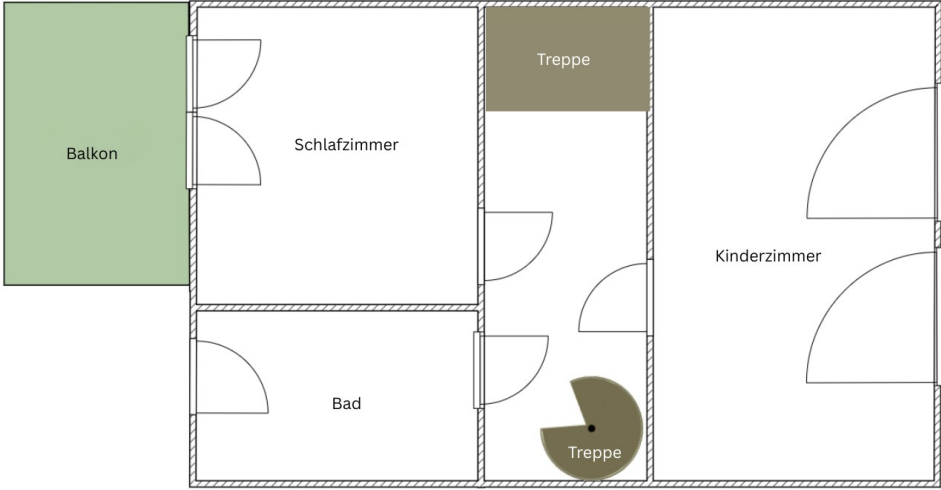 Treppe
Schlafzimmer
Balkon
Kinderzimmer
Bad
Treppe